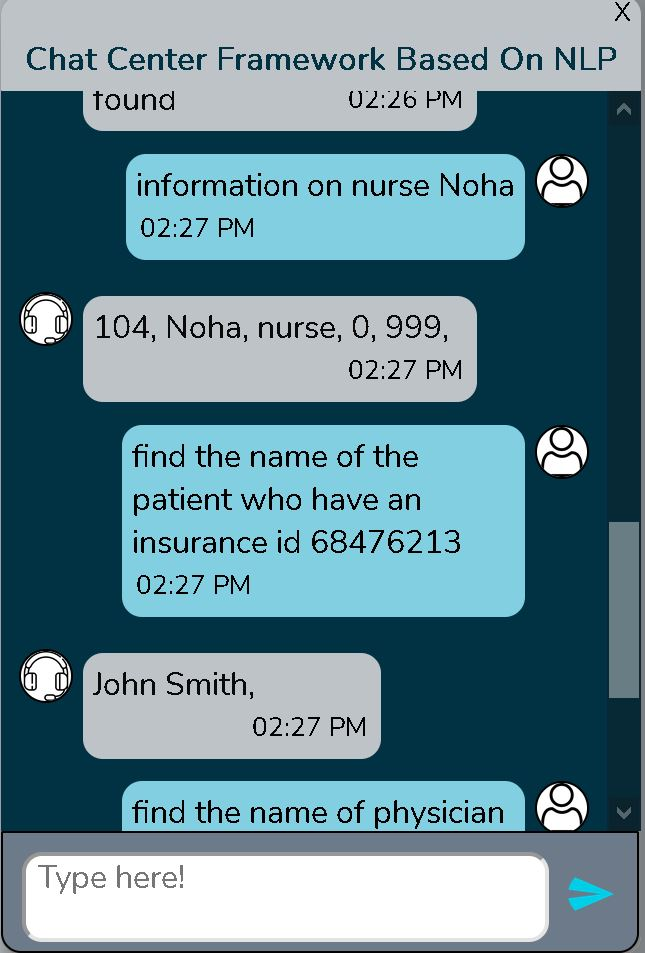 X
Chat Center Framework Based On NLP
found
02:26 PM
information on nurse Noha
02:27 PM
104, Noha, nurse, 0, 999,
02:27 PM
find the name of the
patient who have an
insurance id 68476213
02:27 PM
John Smith,
02:27 PM
find the name of physician
Type here!